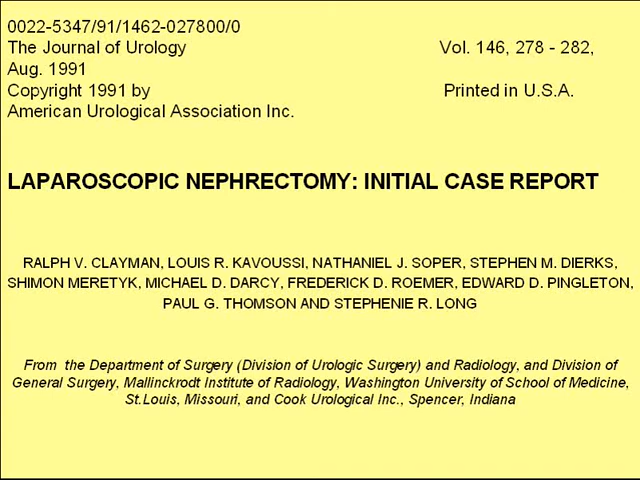 0022-5347/91/1462-027800/0
The Journal of Urology Vol. 146, 278 - 282,
Aug. 1991
Copyright 1991 by Printed in U.S.A.
American Urological Association Inc.
LAPAROSCOPIC NEPHRECTOMY: INITIAL CASE REPORT
RALPH V. CLAYMAN, LOUIS R. KAVOUSSI, NATHANIEL J. SOPER, STEPHEN M. DIERKS,
SHIMON MERETYK, MICHAEL D. DARCY, FREDERICK D. ROEMER, EDWARD D. PINGLETON,
PAUL G. THOMSON AND STEPHENIE R. LONG
From the Department of Surgery (Division of Urologic Surgery) and Radiology, and Division of
General Surgery, Mallinckrodt Institute of Radiology, Washington University of School of Medicine,
St.Louis, Missouri, and Cook Urological Inc., Spencer, Indiana